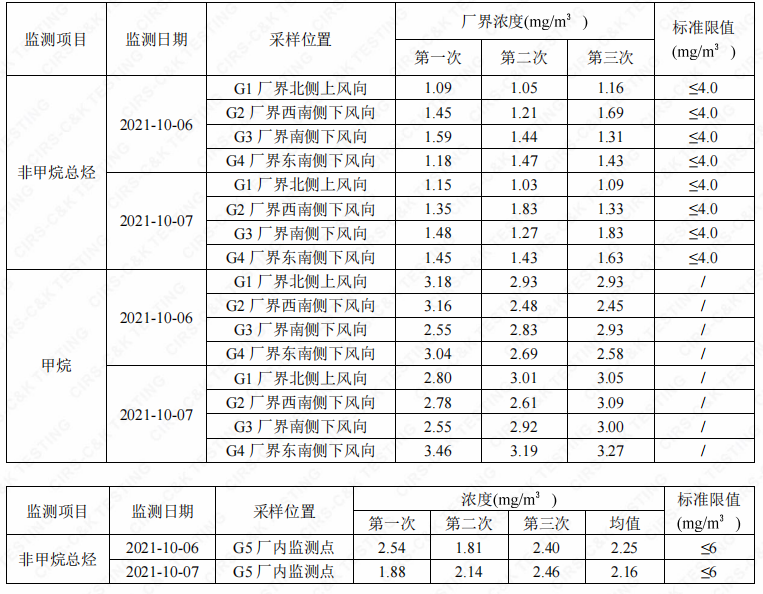 监测项目 监测日期 采样位置 厂界浓度(mg/m³) 标准限值(mg/m³)
第一次 第二次 第三次
非甲烷总烃 2021-10-06 G1 厂界北侧上风向 1.09 1.05 1.16 ≤4.0
G2 厂界西南侧下风向 1.45 1.21 1.69 ≤4.0
G3 厂界南侧下风向 1.59 1.44 1.31 ≤4.0
G4 厂界东南侧下风向 1.18 1.47 1.43 ≤4.0
2021-10-07 G1 厂界北侧上风向 1.15 1.03 1.09 ≤4.0
G2 厂界西南侧下风向 1.35 1.83 1.33 ≤4.0
G3 厂界南侧下风向 1.48 1.27 1.83 ≤4.0
G4 厂界东南侧下风向 1.45 1.43 1.63 ≤4.0
甲烷 2021-10-06 G1 厂界北侧上风向 3.18 2.93 2.93 /
G2 厂界西南侧下风向 3.16 2.48 2.45 /
G3 厂界南侧下风向 2.55 2.83 2.93 /
G4 厂界东南侧下风向 3.04 2.69 2.58 /
2021-10-07 G1 厂界北侧上风向 2.80 3.01 3.05 /
G2 厂界西南侧下风向 2.78 2.61 3.09 /
G3 厂界南侧下风向 2.55 2.92 3.00 /
G4 厂界东南侧下风向 3.46 3.19 3.27 /
监测项目 监测日期 采样位置 浓度(mg/m³) 标准限值(mg/m³)
第一次 第二次 第三次 均值
非甲烷总烃 2021-10-06 G5 厂内监测点 2.54 1.81 2.40 2.25 ≤6
2021-10-07 G5 厂内监测点 1.88 2.14 2.46 2.16 ≤6
CIRS-C&K TESTING